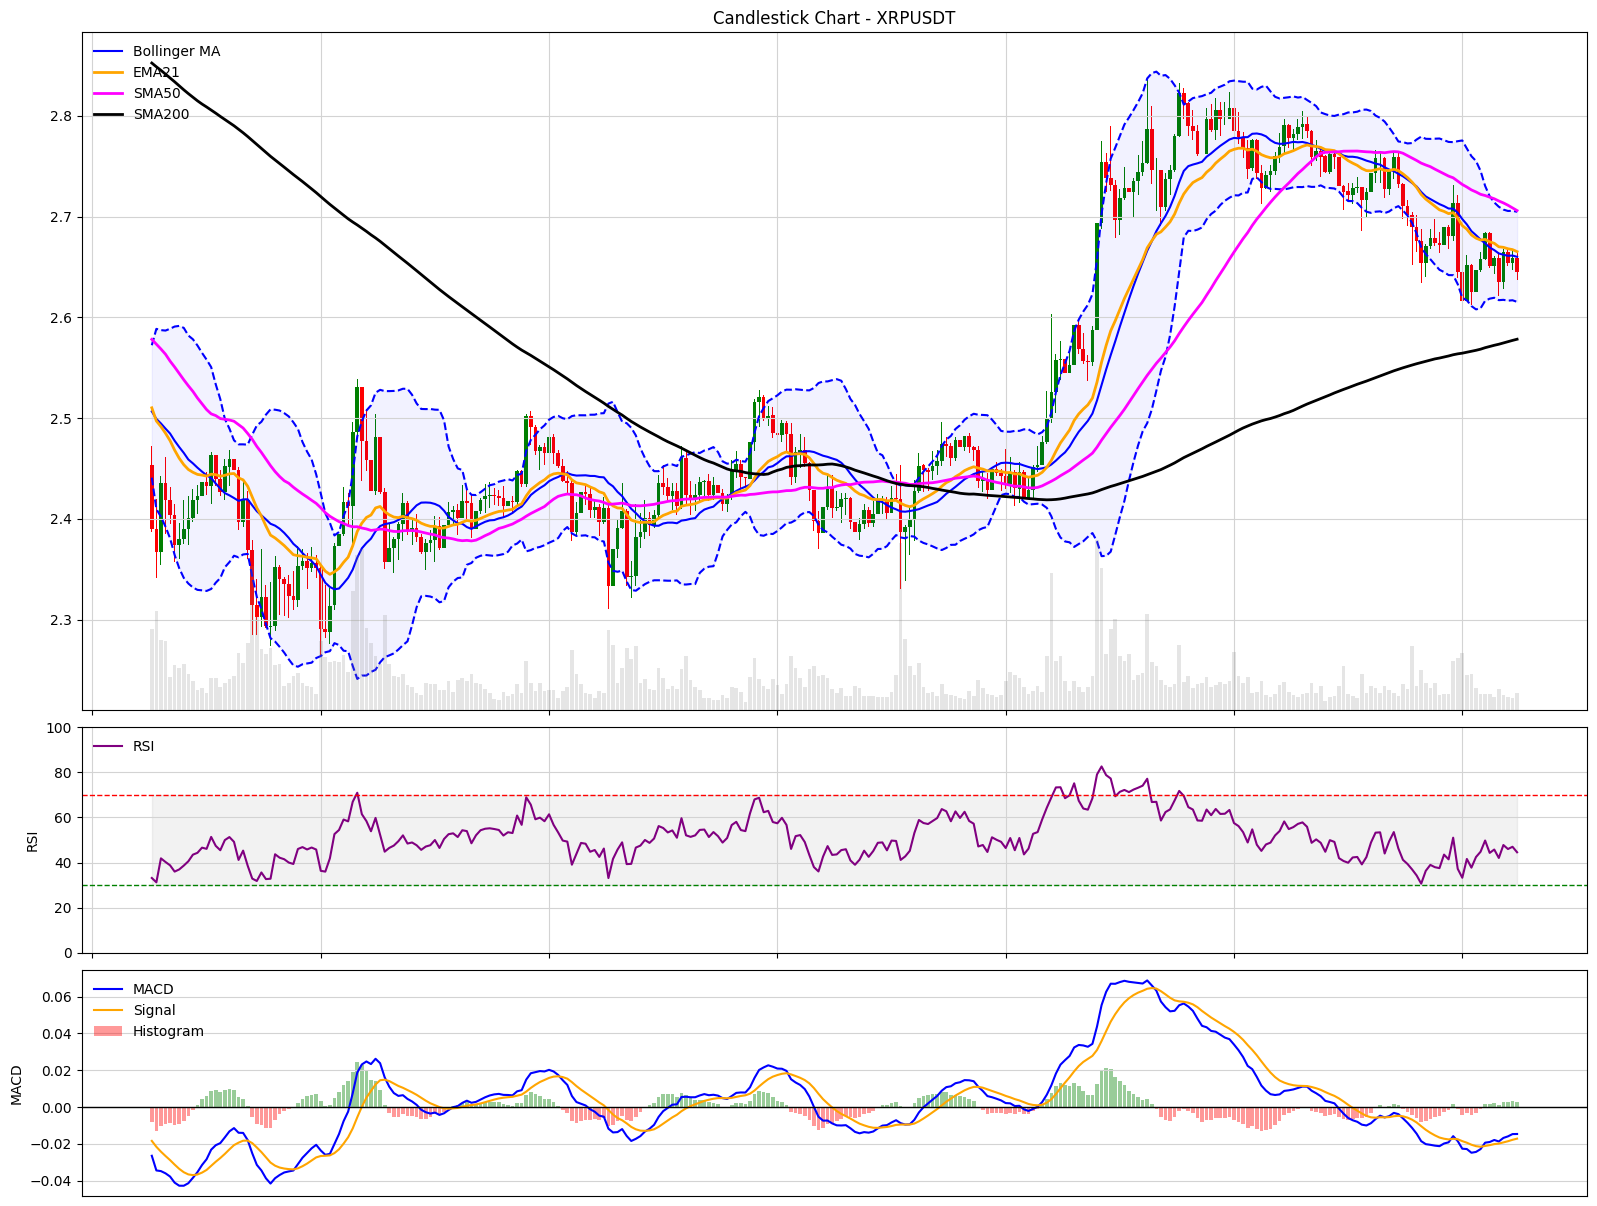 Candlestick Chart - XRPUSDT
Bollinger MA
EMA21
SMA50
SMA200
2.8
2.7
2.6
2.5
2.4
2.3
RSI
100
80
60
40
20
0
RSI
MACD
Signal
Histogram
0.06
0.04
0.02
0.00
−0.02
−0.04
MACD